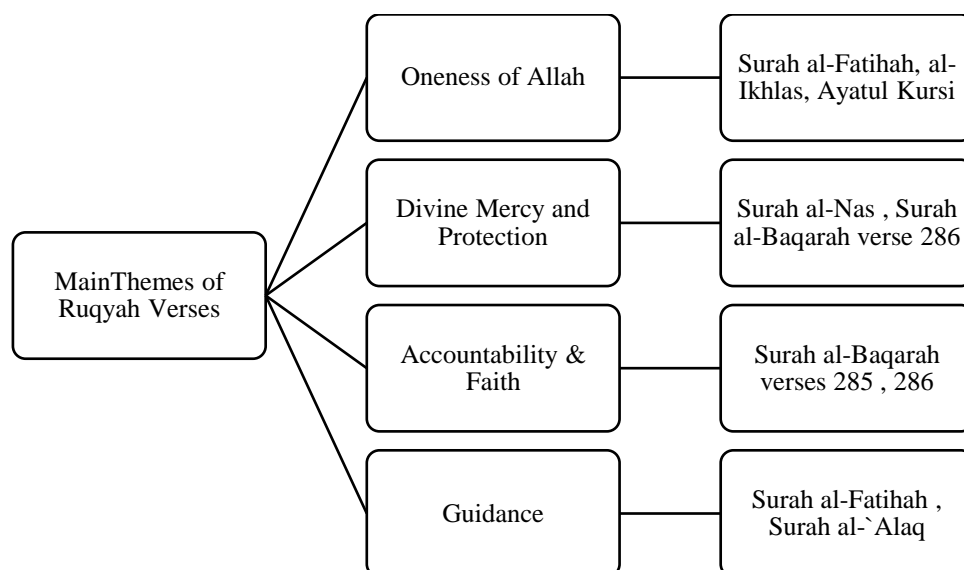 MainThemes of
Ruqyah Verses
Oneness of Allah
Surah al-Fatihah, al-
Ikhlas, Ayatul Kursi
Divine Mercy and
Protection
Surah al-Nas , Surah
al-Baqarah verse 286
Accountability &
Faith
Surah al-Baqarah
verses 285 , 286
Guidance
Surah al-Fatihah ,
Surah al-`Alaq